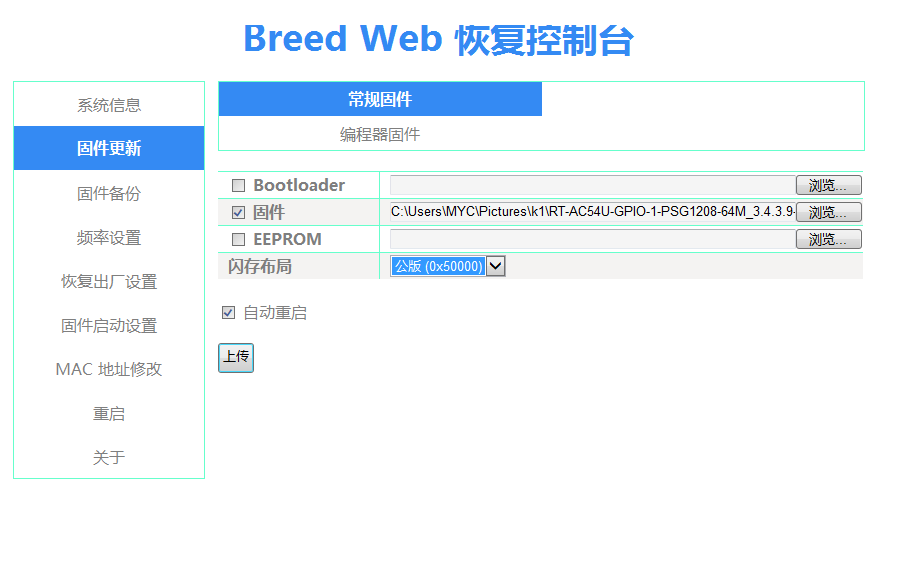 Breed Web 恢复控制台
系统信息
固件更新
固件备份
频率设置
恢复出厂设置
固件启动设置
MAC 地址修改
重启
关于
常规固件
编程器固件
Bootloader 浏览...
固件 C:\Users\MYC\Pictures\k1\RT-AC54U-GPIO-1-PSG1208-64M_3.4.3.9- 浏览...
EEPROM 浏览...
闪存布局 公版 (0x50000)
自动重启
上传